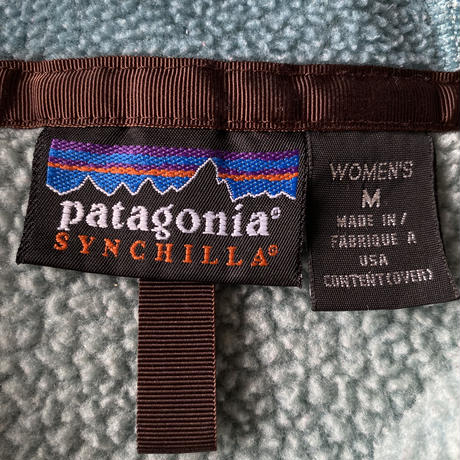 patagonia®
SYNCHILLA®
WOMEN'S
M
MADE IN/
FABRIQUE A
USA
CONTENT(OVER)